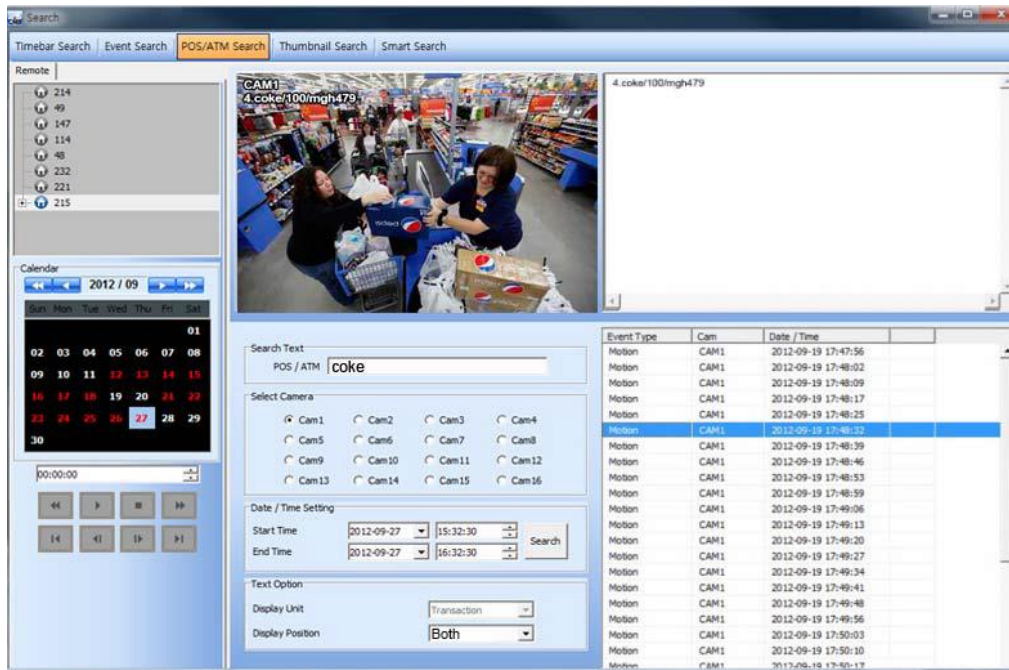 Search
Timebar Search Event Search POS/ATM Search Thumbnail Search Smart Search
Remote
214
49
147
114
48
232
221
215
CAM1
4.coke/100/mgh479
4.coke/100/mgh479
Calendar
2012 / 09
Sun Mon Tue Wed Thu Fri Sat
01
02 03 04 05 06 07 08
09 10 11 12 13 14 15
16 17 18 19 20 21 22
23 24 25 26 27 28 29
30
00:00:00
Search Text
POS / ATM coke
Select Camera
Cam1 Cam2 Cam3 Cam4
Cam5 Cam6 Cam7 Cam8
Cam9 Cam10 Cam11 Cam12
Cam13 Cam14 Cam15 Cam16
Date / Time Setting
Start Time 2012-09-27 15:32:30
End Time 2012-09-27 16:32:30
Search
Text Option
Display Unit Transaction
Display Position Both
Event Type Cam Date / Time
Motion CAM1 2012-09-19 17:47:56
Motion CAM1 2012-09-19 17:48:02
Motion CAM1 2012-09-19 17:48:09
Motion CAM1 2012-09-19 17:48:17
Motion CAM1 2012-09-19 17:48:25
Motion CAM1 2012-09-19 17:48:32
Motion CAM1 2012-09-19 17:48:39
Motion CAM1 2012-09-19 17:48:46
Motion CAM1 2012-09-19 17:48:53
Motion CAM1 2012-09-19 17:48:59
Motion CAM1 2012-09-19 17:49:06
Motion CAM1 2012-09-19 17:49:13
Motion CAM1 2012-09-19 17:49:20
Motion CAM1 2012-09-19 17:49:27
Motion CAM1 2012-09-19 17:49:34
Motion CAM1 2012-09-19 17:49:41
Motion CAM1 2012-09-19 17:49:48
Motion CAM1 2012-09-19 17:49:56
Motion CAM1 2012-09-19 17:50:03
Motion CAM1 2012-09-19 17:50:10
Motion CAM1 2012-09-19 17:50:17